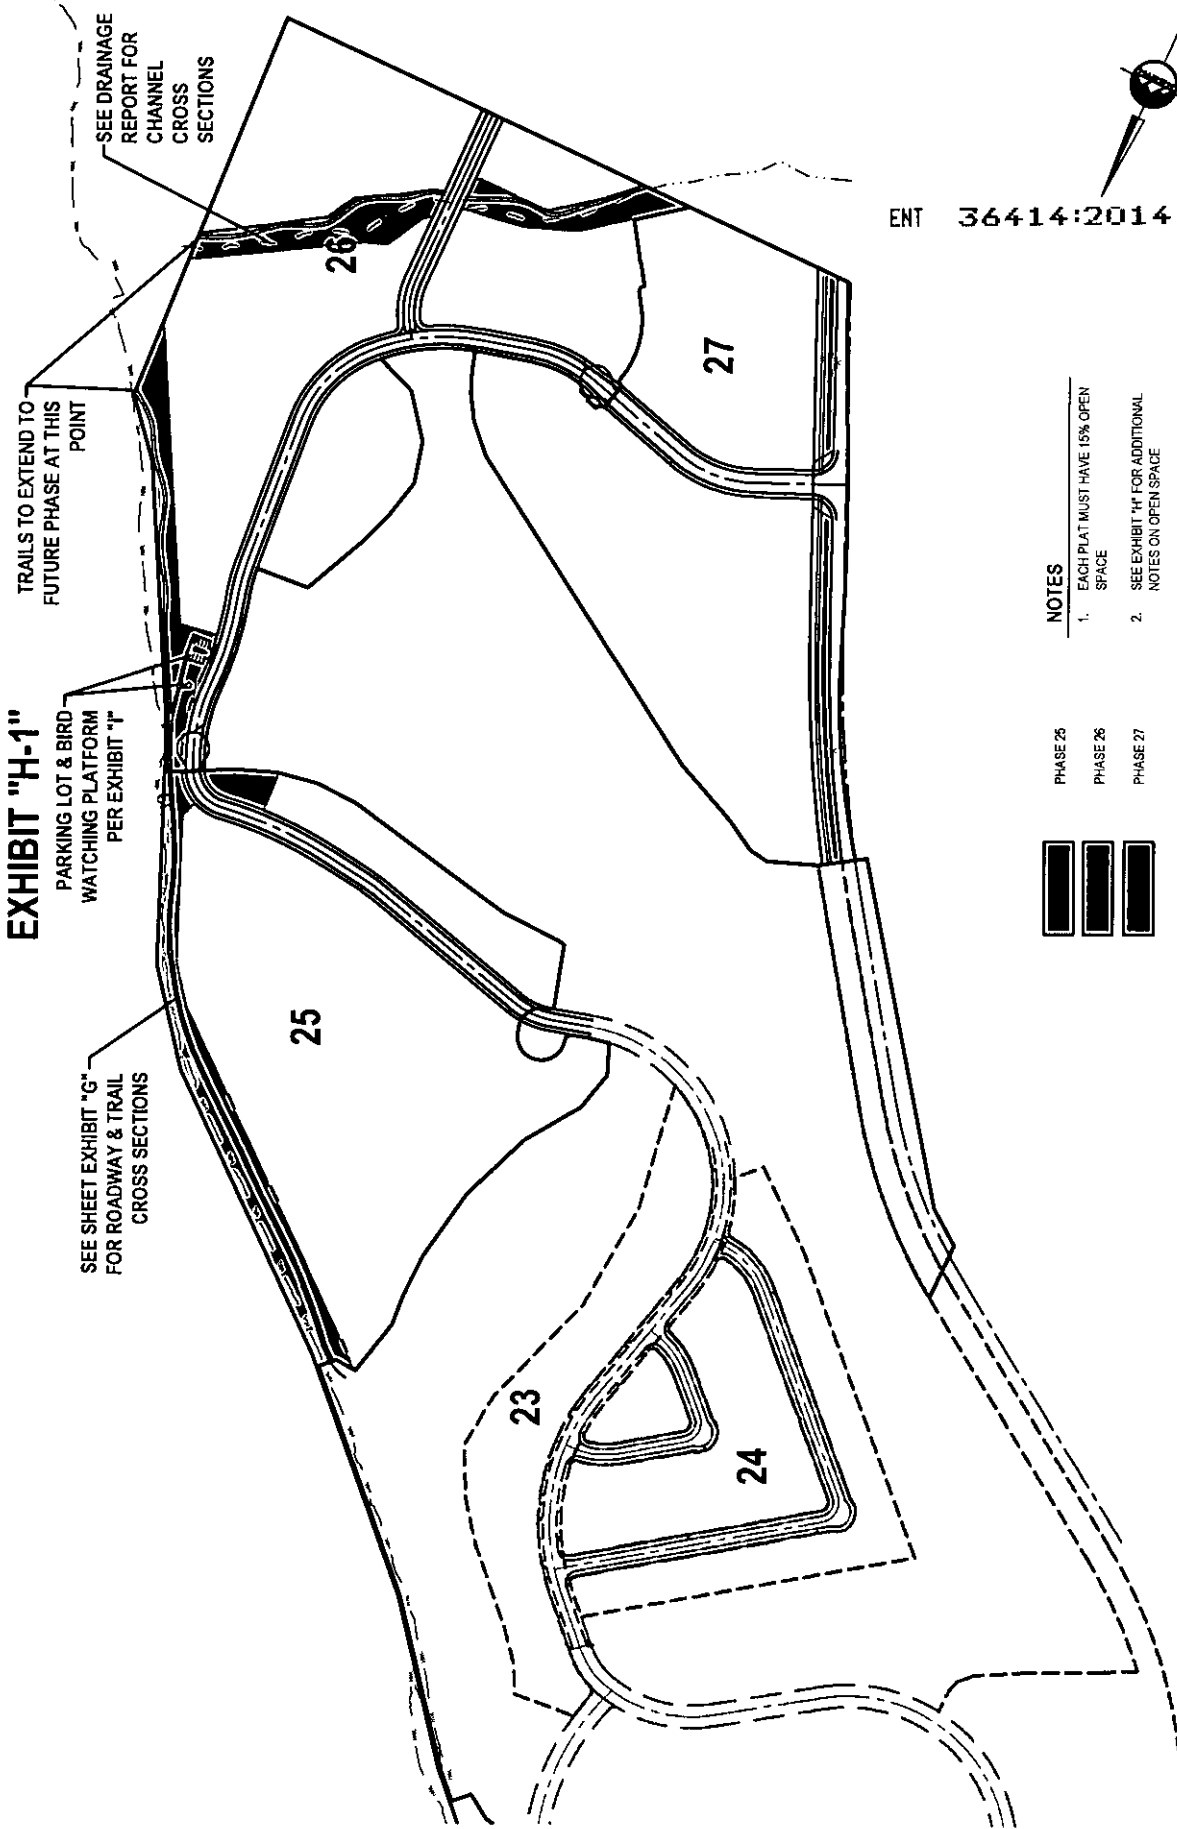 EXHIBIT "H-1"
SEE SHEET EXHIBIT "G"
FOR ROADWAY & TRAIL
CROSS SECTIONS
PARKING LOT & BIRD
WATCHING PLATFORM
PER EXHIBIT "I"
TRAILS TO EXTEND TO
FUTURE PHASE AT THIS
POINT
SEE DRAINAGE
REPORT FOR
CHANNEL
CROSS
SECTIONS
25
26
27
23
24
PHASE 25
PHASE 26
PHASE 27
NOTES
1. EACH PLAT MUST HAVE 15% OPEN
SPACE
2. SEE EXHIBIT "H" FOR ADDITIONAL
NOTES ON OPEN SPACE
ENT 36414:2014